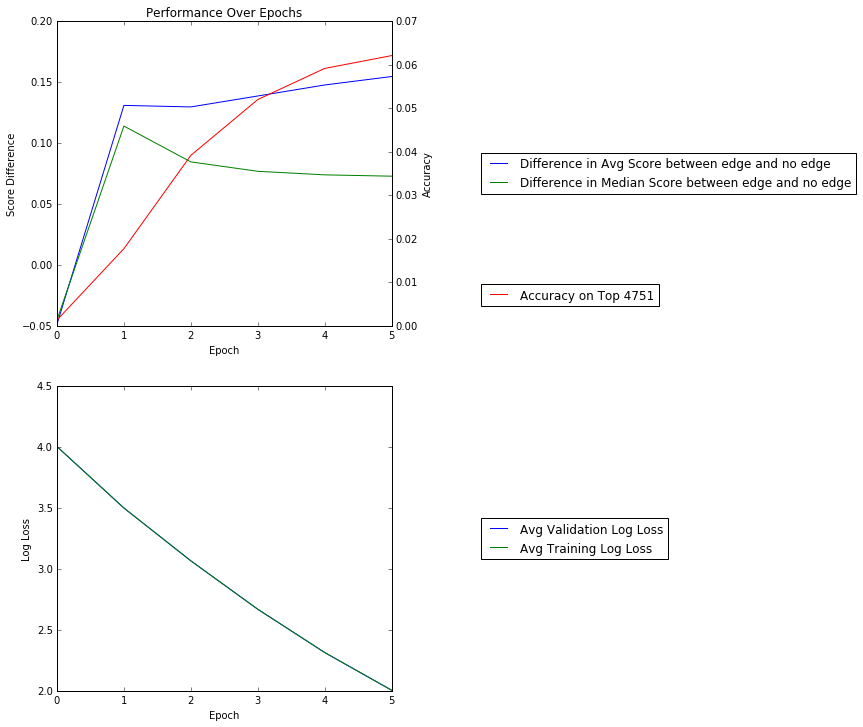 Performance Over Epochs
0.20
0.15
0.10
0.05
0.00
−0.05
Score Difference
0.07
0.06
0.05
0.04
0.03
0.02
0.01
0.00
Accuracy
0 1 2 3 4 5
Epoch
Difference in Avg Score between edge and no edge
Difference in Median Score between edge and no edge
Accuracy on Top 4751
4.5
4.0
3.5
3.0
2.5
2.0
Log Loss
0 1 2 3 4 5
Epoch
Avg Validation Log Loss
Avg Training Log Loss